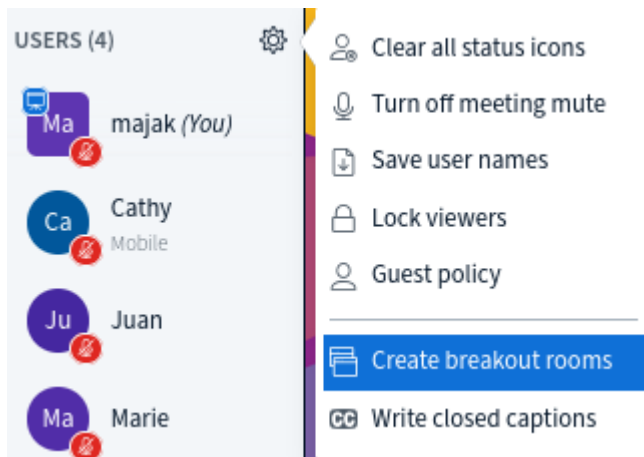 USERS (4)
Ma
majak (You)
Ca
Cathy
Mobile
Ju
Juan
Ma
Marie
Clear all status icons
Turn off meeting mute
Save user names
Lock viewers
Guest policy
Create breakout rooms
CC Write closed captions